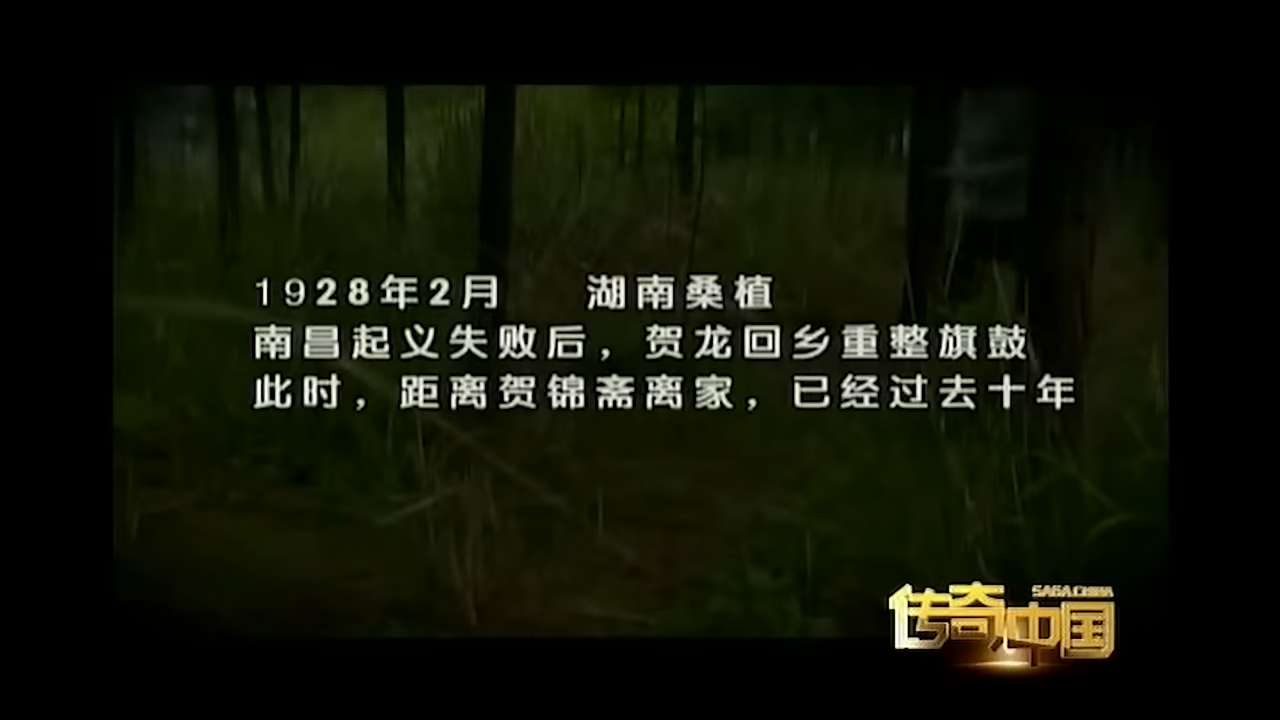 1928年2月 湖南桑植
南昌起义失败后，贺龙回乡重整旗鼓
此时，距离贺锦斋离家，已经过去十年
SAGA CHINA
传奇中国